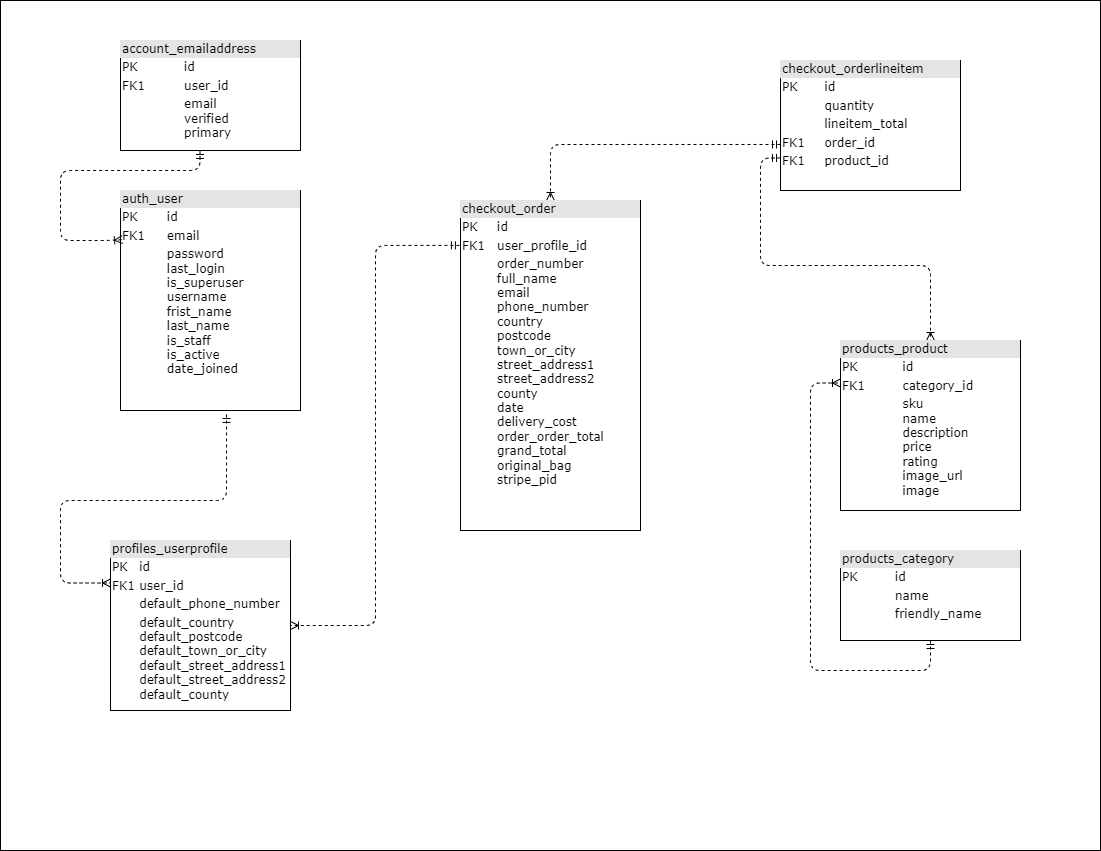 account_emailaddress
PK id
FK1 user_id
email
verified
primary
auth_user
PK id
FK1 email
password
last_login
is_superuser
username
frist_name
last_name
is_staff
is_active
date_joined
profiles_userprofile
PK id
FK1 user_id
default_phone_number
default_country
default_postcode
default_town_or_city
default_street_address1
default_street_address2
default_county
checkout_order
PK id
FK1 user_profile_id
order_number
full_name
email
phone_number
country
postcode
town_or_city
street_address1
street_address2
county
date
delivery_cost
order_order_total
grand_total
original_bag
stripe_pid
checkout_orderlineitem
PK id
quantity
lineitem_total
FK1 order_id
FK1 product_id
products_product
PK id
FK1 category_id
sku
name
description
price
rating
image_url
image
products_category
PK id
name
friendly_name